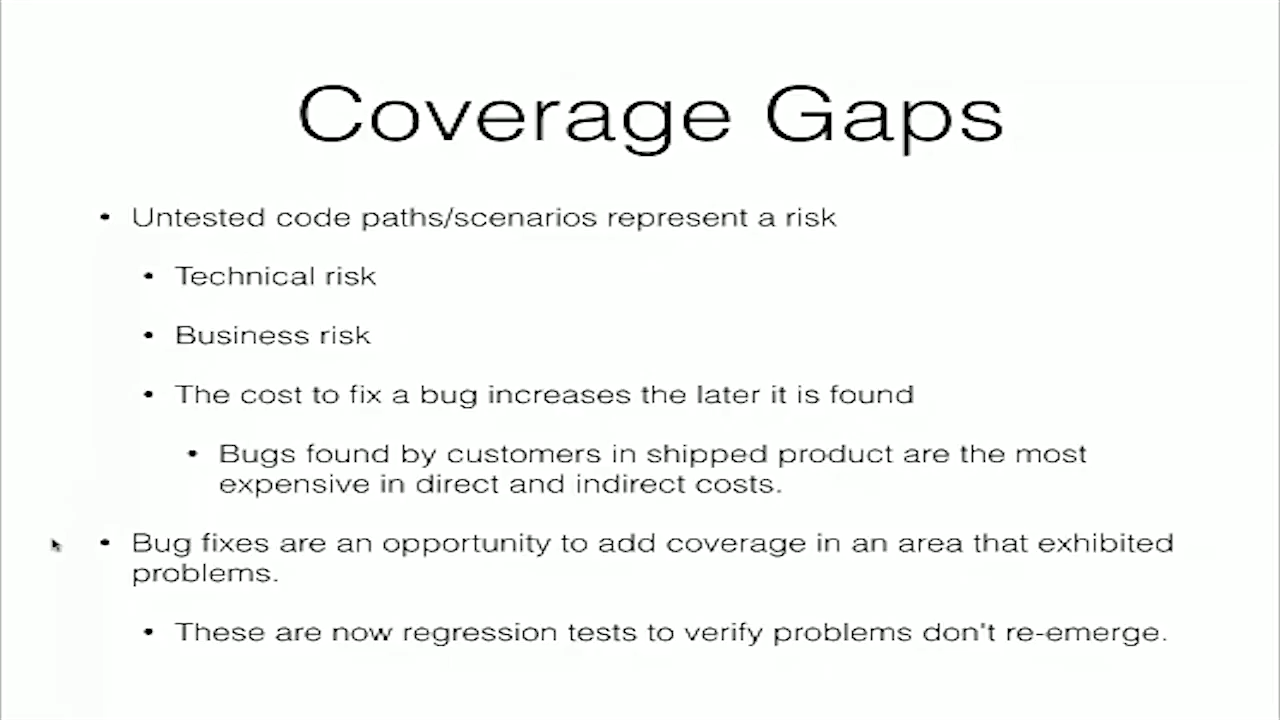 Coverage Gaps
• Untested code paths/scenarios represent a risk
• Technical risk
• Business risk
• The cost to fix a bug increases the later it is found
• Bugs found by customers in shipped product are the most
expensive in direct and indirect costs.
• Bug fixes are an opportunity to add coverage in an area that exhibited
problems.
• These are now regression tests to verify problems don't re-emerge.